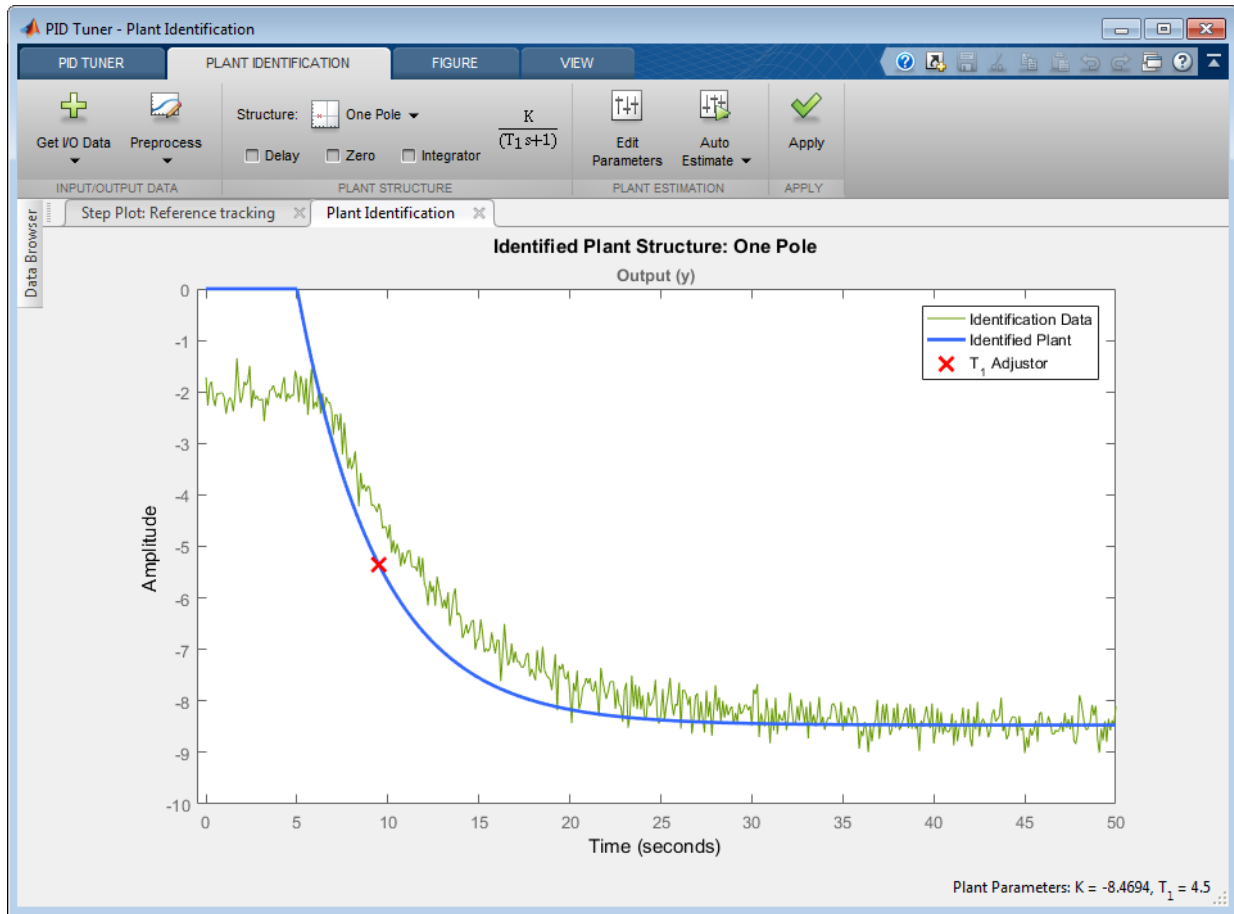 PID Tuner - Plant Identification
PID TUNER
PLANT IDENTIFICATION
FIGURE
VIEW
Get I/O Data
Preprocess
Structure:
One Pole
Delay
Zero
Integrator
K
(T1s+1)
Edit
Parameters
Auto
Estimate
Apply
INPUT/OUTPUT DATA
PLANT STRUCTURE
PLANT ESTIMATION
APPLY
Data Browser
Step Plot: Reference tracking
Plant Identification
Identified Plant Structure: One Pole
Output (y)
Identification Data
Identified Plant
T1 Adjustor
0
-1
-2
-3
-4
-5
-6
-7
-8
-9
-10
Amplitude
0 5 10 15 20 25 30 35 40 45 50
Time (seconds)
Plant Parameters: K = -8.4694, T1 = 4.5